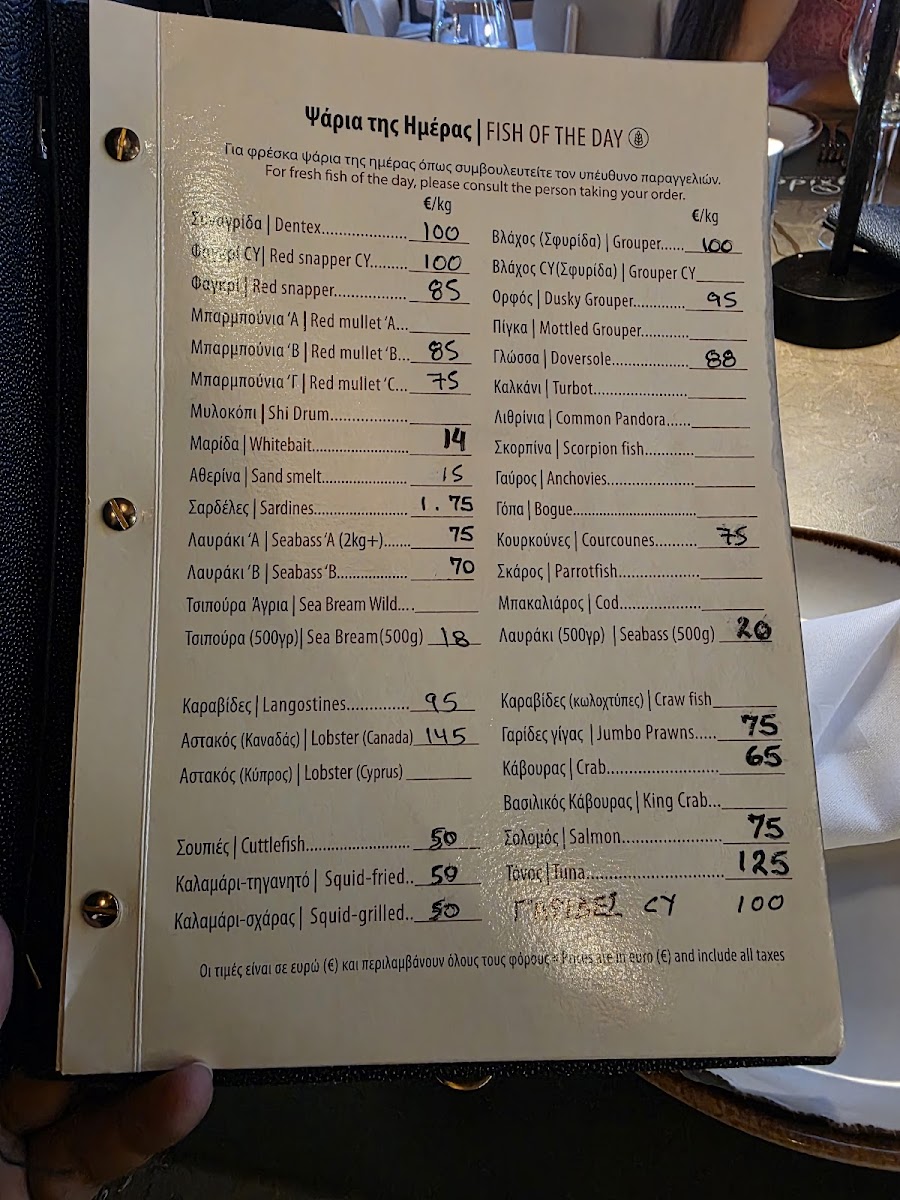 Ψάρια της Ημέρας | FISH OF THE DAY
Για φρέσκα ψάρια της ημέρας όπως συμβουλευτείτε τον υπέυθυνο παραγγελιών.
For fresh fish of the day, please consult the person taking your order.
€/kg
Συναγρίδα | Dentex..................... 100
Φαγκρί CY| Red snapper CY......... 100
Φαγκρί | Red snapper................. 85
Μπαρμπούνια ‘Α | Red mullet ‘A...
Μπαρμπούνια ‘Β | Red mullet ‘B... 85
Μπαρμπούνια ‘Γ | Red mullet ‘C... 75
Μυλοκόπι | Shi Drum...................
Μαρίδα | Whitebait....................... 14
Αθερίνα | Sand smelt.................... 15
Σαρδέλες | Sardines...................... 1.75
Λαυράκι ‘Α | Seabass ‘A (2kg+)....... 75
Λαυράκι ‘Β | Seabass ‘B.................. 70
Τσιπούρα Άγρια | Sea Bream Wild....
Τσιπούρα (500γρ)| Sea Bream(500g) 18
Καραβίδες | Langostines............... 95
Αστακός (Καναδάς) | Lobster (Canada) 145
Αστακός (Κύπρος) | Lobster (Cyprus)
Σουπιές | Cuttlefish......................... 50
Καλαμάρι-τηγανητό | Squid-fried.. 50
Καλαμάρι-σχάρας | Squid-grilled.. 50
€/kg
Βλάχος (Σφυρίδα) | Grouper...... 100
Βλάχος CY(Σφυρίδα) | Grouper CY
Ορφός | Dusky Grouper............. 95
Πίγκα | Mottled Grouper...........
Γλώσσα | Doversole................... 88
Καλκάνι | Turbot........................
Λιθρίνια | Common Pandora......
Σκορπίνα | Scorpion fish............
Γαύρος | Anchovies.....................
Γόπα | Bogue...............................
Κουρκούνες | Courcounes.......... 75
Σκάρος | Parrotfish....................
Μπακαλιάρος | Cod....................
Λαυράκι (500γρ) | Seabass (500g) 20
Καραβίδες (κωλοχτύπες) | Craw fish
Γαρίδες γίγας | Jumbo Prawns..... 75
Κάβουρας | Crab........................... 65
Βασιλικός Κάβουρας | King Crab...
Σολομός | Salmon......................... 75
Τόνος | Tuna.................................. 125
CY 100
Οι τιμές είναι σε ευρώ (€) και περιλαμβάνουν όλους τους φόρους = Prices are in euro (€) and include all taxes